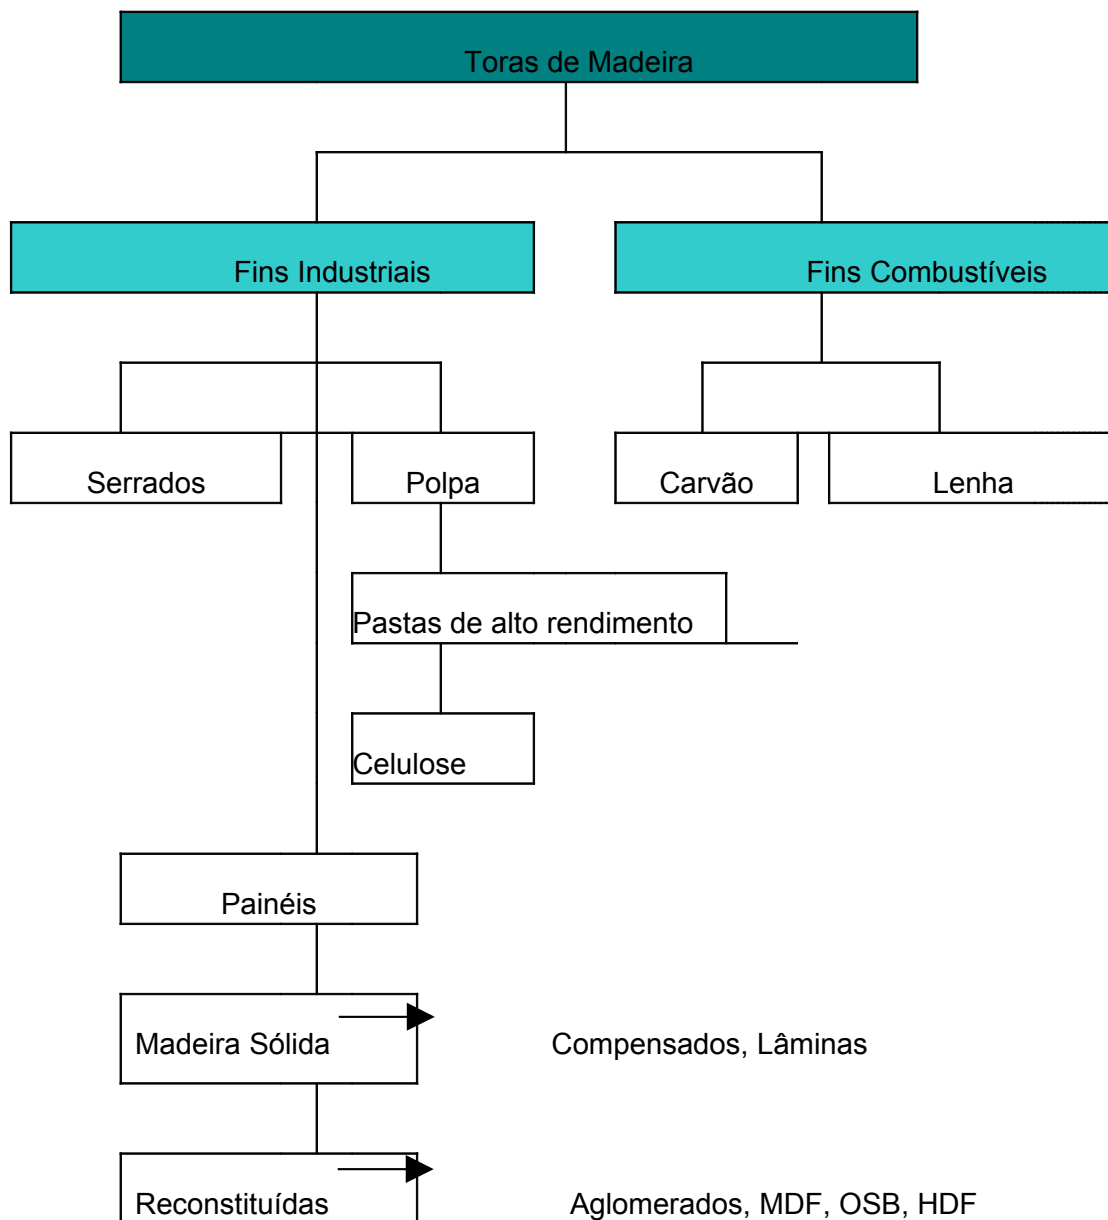 Toras de Madeira
Fins Industriais
Fins Combustíveis
Serrados
Polpa
Carvão
Lenha
Pastas de alto rendimento
Celulose
Painéis
Madeira Sólida
Compensados, Lâminas
Reconstituídas
Aglomerados, MDF, OSB, HDF